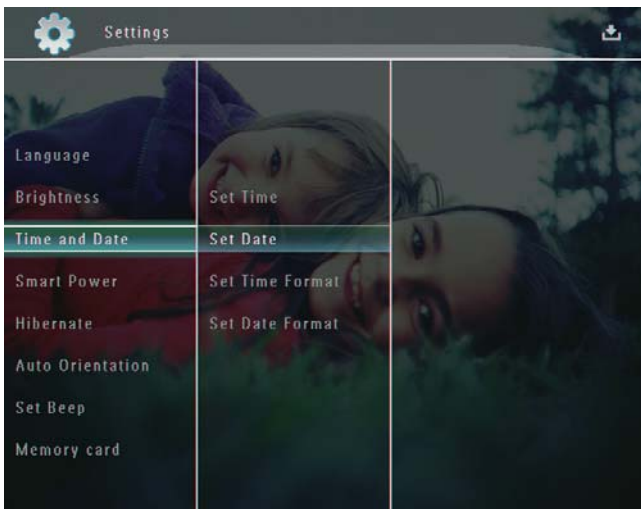 Settings
Language
Brightness
Time and Date
Smart Power
Hibernate
Auto Orientation
Set Beep
Memory card
Set Time
Set Date
Set Time Format
Set Date Format